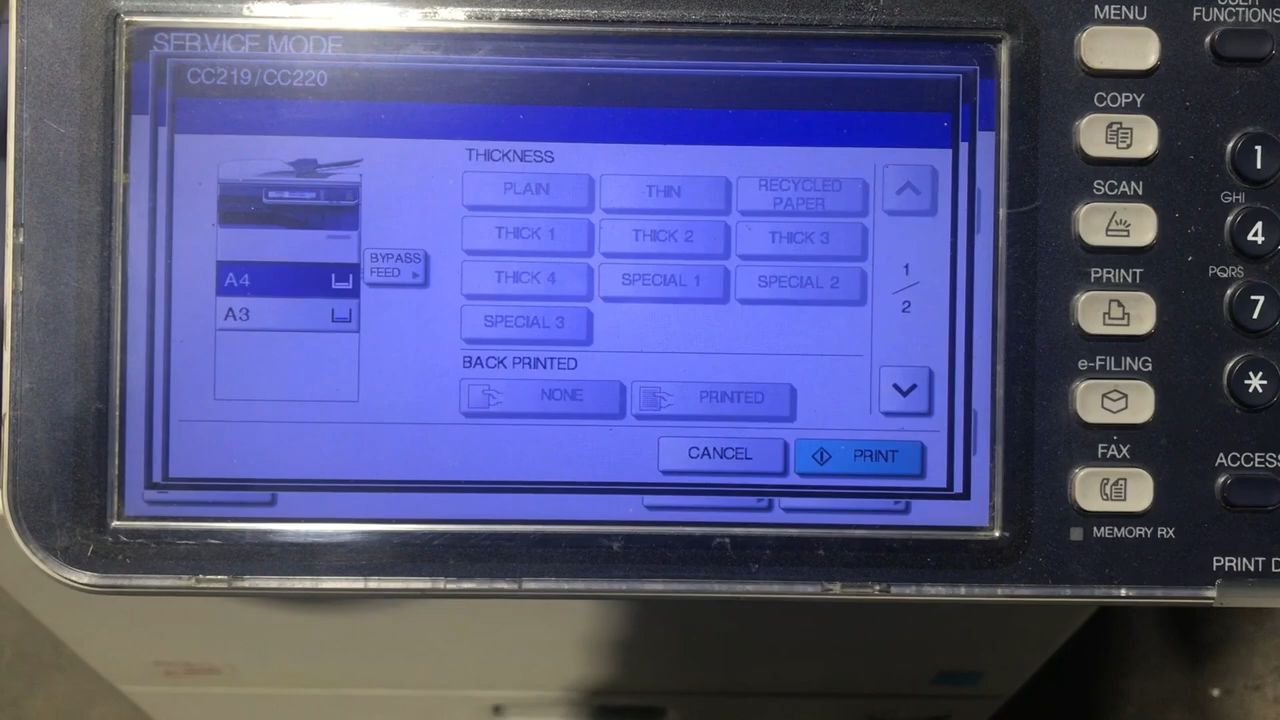 SERVICE MODE
CC219/CC220
THICKNESS
PLAIN
THIN
RECYCLED
PAPER
THICK 1
THICK 2
THICK 3
THICK 4
SPECIAL 1
SPECIAL 2
SPECIAL 3
A4
A3
BYPASS
FEED
1
/
2
BACK PRINTED
NONE
PRINTED
CANCEL
PRINT
MENU
COPY
SCAN
PRINT
e-FILING
FAX
MEMORY RX
USER
FUNCTIONS
1
GHI
4
PQRS
7
*
ACCESS
PRINT D